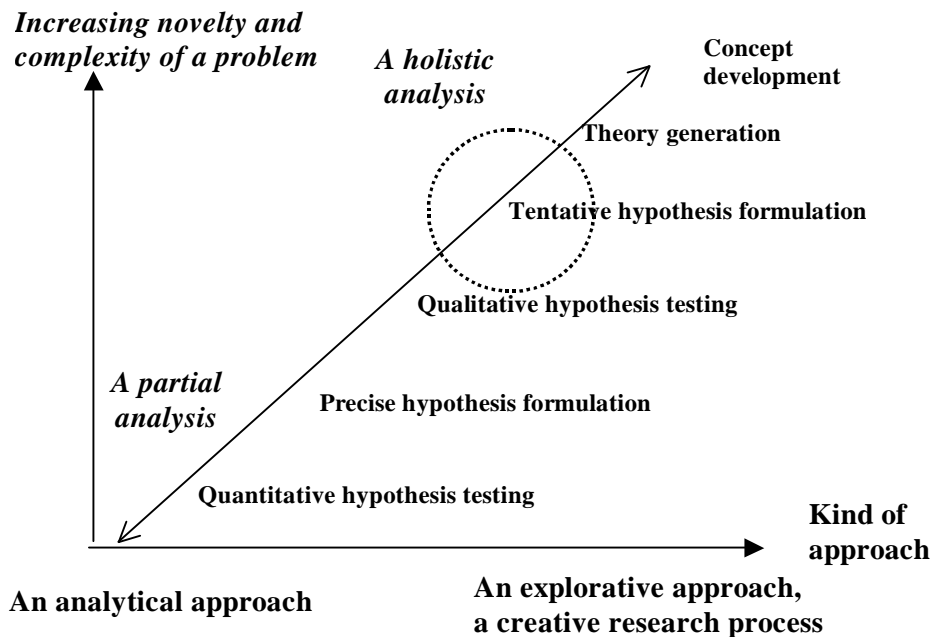 Increasing novelty and
complexity of a problem
A holistic
analysis
Concept
development
Theory generation
Tentative hypothesis formulation
Qualitative hypothesis testing
A partial
analysis
Precise hypothesis formulation
Quantitative hypothesis testing
Kind of
approach
An analytical approach
An explorative approach,
a creative research process